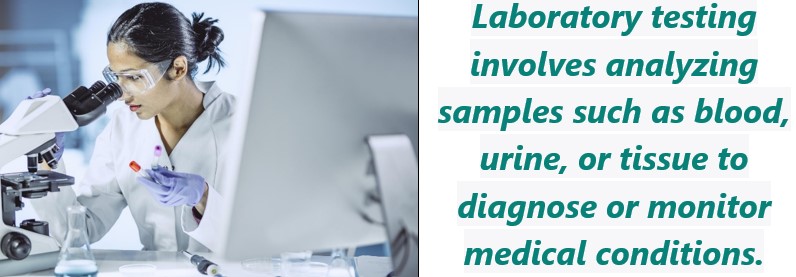 Laboratory testing
involves analyzing
samples such as blood,
urine, or tissue to
diagnose or monitor
medical conditions.